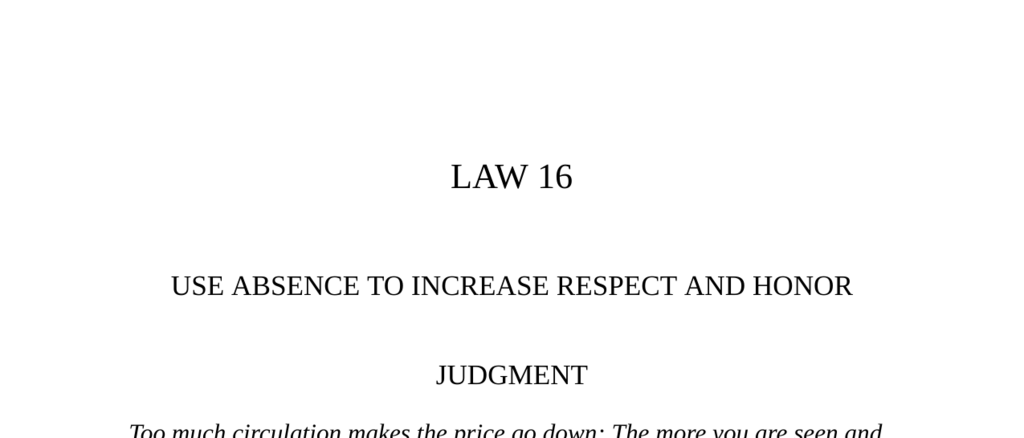 LAW 16
USE ABSENCE TO INCREASE RESPECT AND HONOR
JUDGMENT
Too much circulation makes the price go down: The more you are seen and